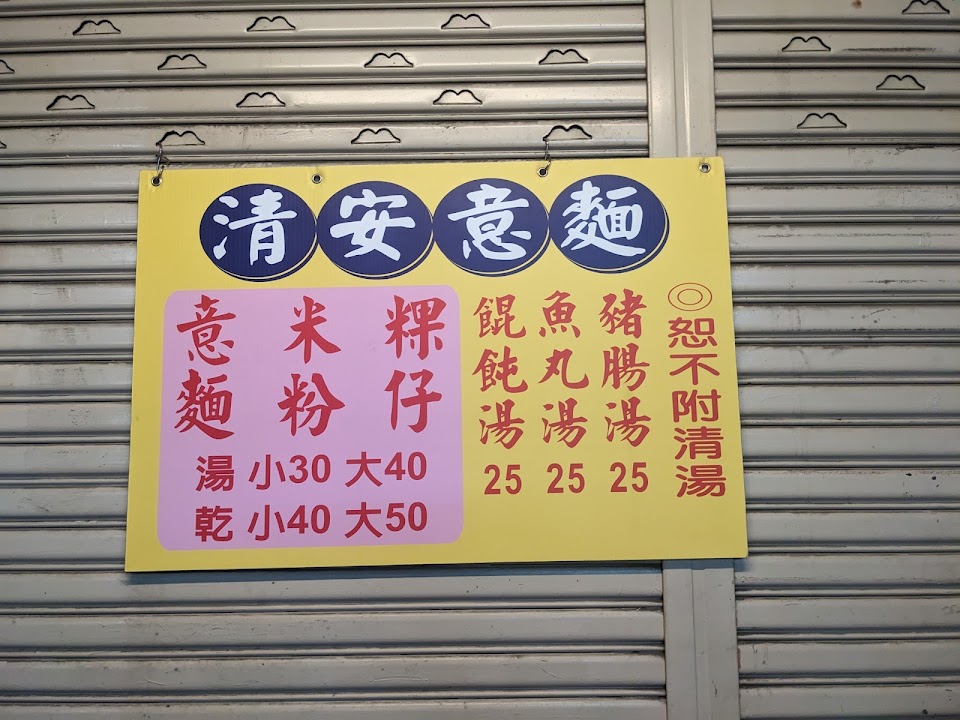 清安意麵
意麵
米粉
粿仔
湯 小30 大40
乾 小40 大50
餛飩湯 25
魚丸湯 25
豬腸湯 25
◎恕不附清湯